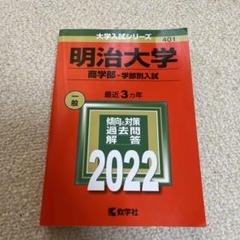 大学入試シリーズ
401
明治大学
商学部-学部別入試
一般
最近3カ年
傾向と対策
過去問
解答
2022
数学社